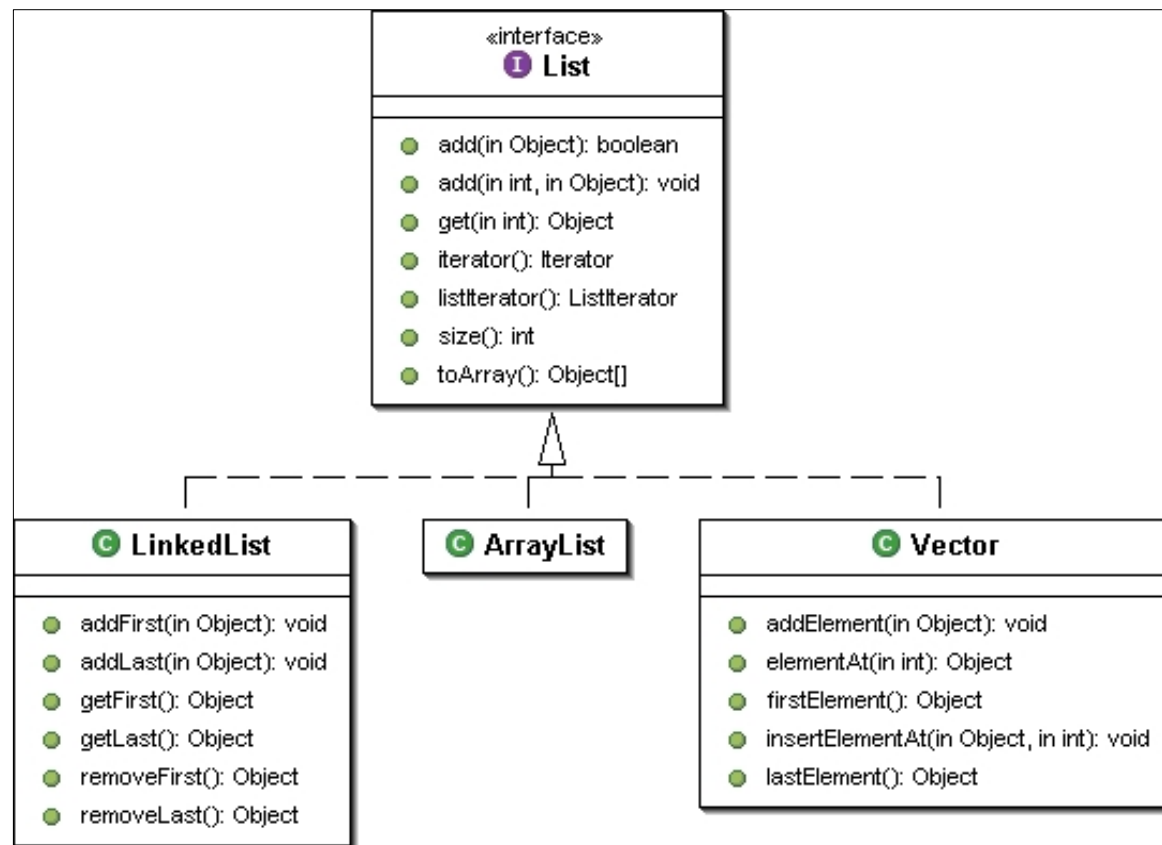 «interface»
I List
add(in Object): boolean
add(in int, in Object): void
get(in int): Object
iterator(): Iterator
listIterator(): ListIterator
size(): int
toArray(): Object[]
C LinkedList
addFirst(in Object): void
addLast(in Object): void
getFirst(): Object
getLast(): Object
removeFirst(): Object
removeLast(): Object
C ArrayList
C Vector
addElement(in Object): void
elementAt(in int): Object
firstElement(): Object
insertElementAt(in Object, in int): void
lastElement(): Object